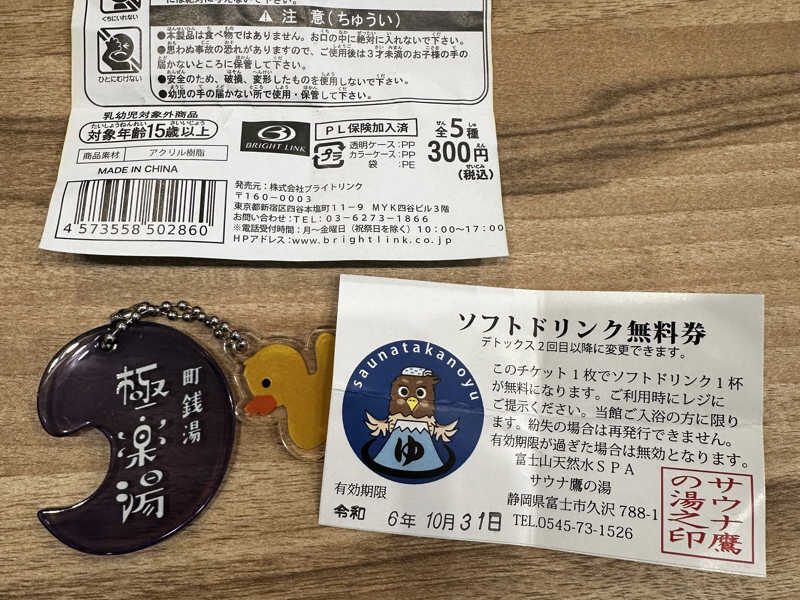 くちにいれない
ひとにむけない
注意(ちゅうい)
●本製品は食べ物ではありません。お口の中に絶対に入れないで下さい。
●思わぬ事故の恐れがありますので、ご使用後は3才未満のお子様の手の
届かないところに保管して下さい。
●安全のため、破損、変形したものを使用しないで下さい。
●幼児の手の届かない所で使用・保管して下さい。
乳幼児対象外商品
対象年齢15歳以上
商品素材 アクリル樹脂
MADE IN CHINA
BRIGHT LINK
PL保険加入済
プラ
透明ケース:PP
カラーケース:PP
袋 :PE
全5種
300円
(税込)
4 573558 502860
発売元:株式会社ブライトリンク
〒160-0003
東京都新宿区四谷本塩町11-9 MYK四谷ビル3階
お問い合わせ:TEL:03-6273-1866
※電話受付時間:月〜金曜日(祝祭日を除く)10:00〜17:00
HPアドレス:www.brightlink.co.jp
町銭湯
極楽湯
saunatakanoyu
ゆ
ソフトドリンク無料券
デトックス2回目以降に変更できます。
このチケット1枚でソフトドリンク1杯
が無料になります。ご利用時にレジに
ご提示ください。当館ご入浴の方に限り
ます。紛失の場合は再発行できません。
有効期限が過ぎた場合は無効となります。
富士山天然水SPA
サウナ鷹の湯
静岡県富士市久沢 788-1
TEL.0545-73-1526
有効期限
令和 6年 10月31日
サウナ鷹
の湯之印